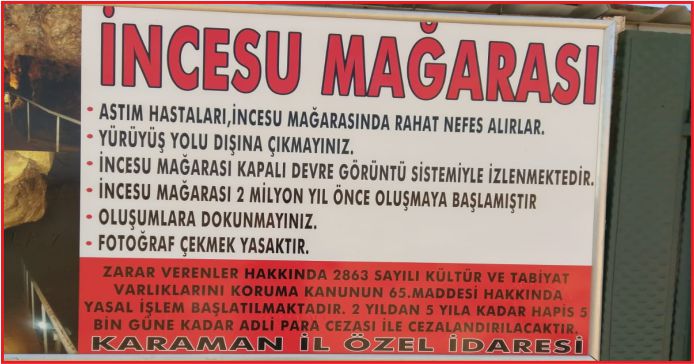 İNCESU MAĞARASI
• ASTIM HASTALARI,İNCESU MAĞARASINDA RAHAT NEFES ALIRLAR.
• YÜRÜYÜŞ YOLU DIŞINA ÇIKMAYINIZ.
• İNCESU MAĞARASI KAPALI DEVRE GÖRÜNTÜ SİSTEMİYLE İZLENMEKTEDİR.
• İNCESU MAĞARASI 2 MİLYON YIL ÖNCE OLUŞMAYA BAŞLAMIŞTIR
• OLUŞUMLARA DOKUNMAYINIZ.
• FOTOĞRAF ÇEKMEK YASAKTIR.
ZARAR VERENLER HAKKINDA 2863 SAYILI KÜLTÜR VE TABİYAT
VARLIKLARINI KORUMA KANUNUN 65.MADDESİ HAKKINDA
YASAL İŞLEM BAŞLATILMAKTADIR. 2 YILDAN 5 YILA KADAR HAPİS 5
BİN GÜNE KADAR ADLİ PARA CEZASI İLE CEZALANDIRILACAKTIR.
KARAMAN İL ÖZEL İDARESİ